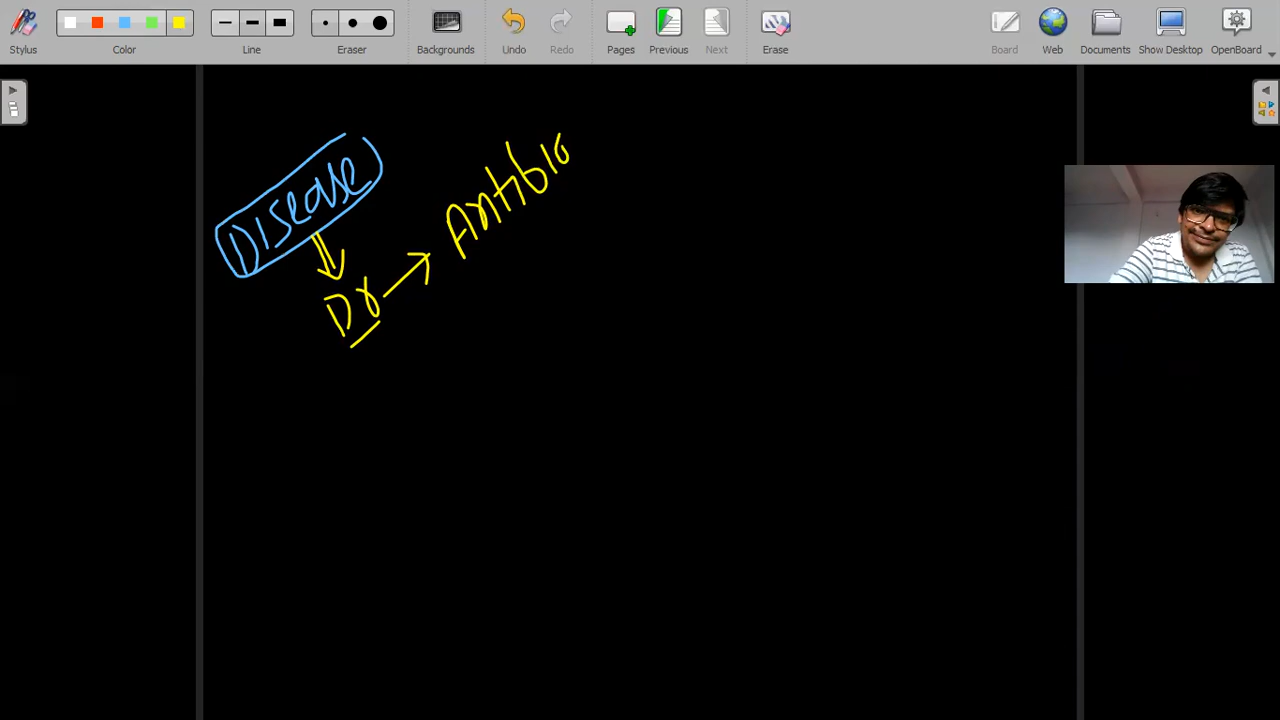 Stylus Color Line Eraser Backgrounds Undo Redo Pages Previous Next Erase Board Web Documents Show Desktop OpenBoard
Disease
Dr → Antibio